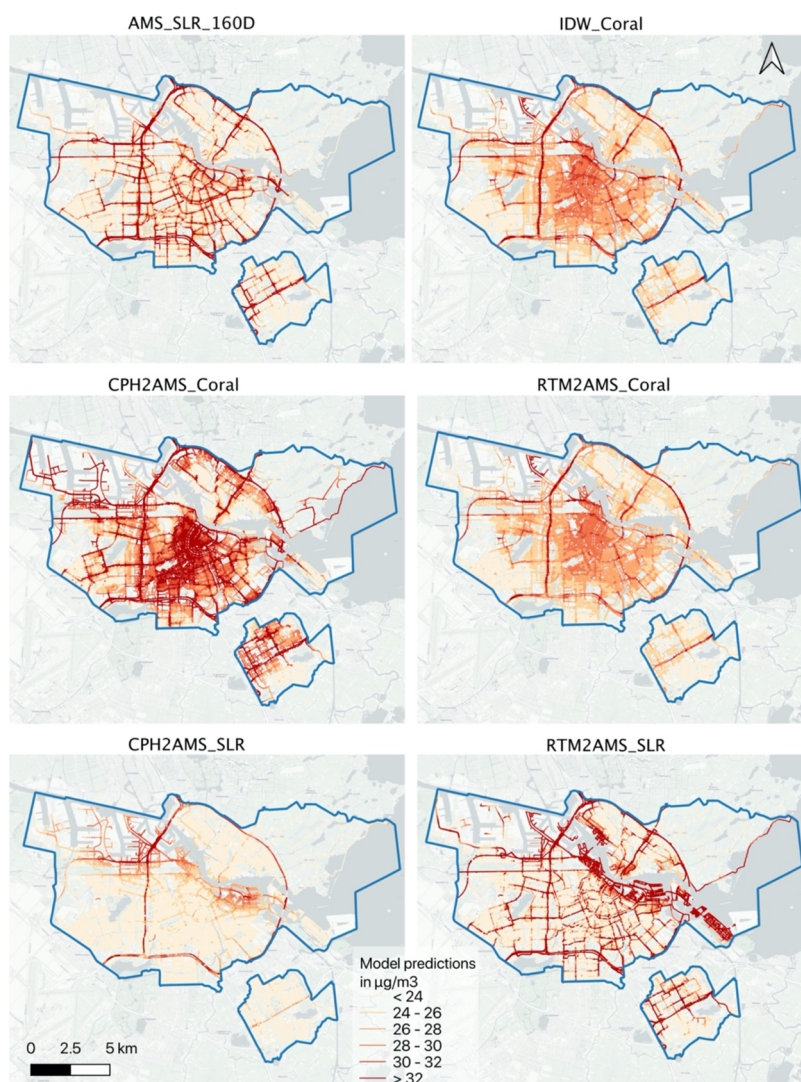 AMS_SLR_160D
IDW_Coral
CPH2AMS_Coral
RTM2AMS_Coral
CPH2AMS_SLR
RTM2AMS_SLR
Model predictions
in µg/m3
< 24
24 - 26
26 - 28
28 - 30
30 - 32
> 32
0 2.5 5 km